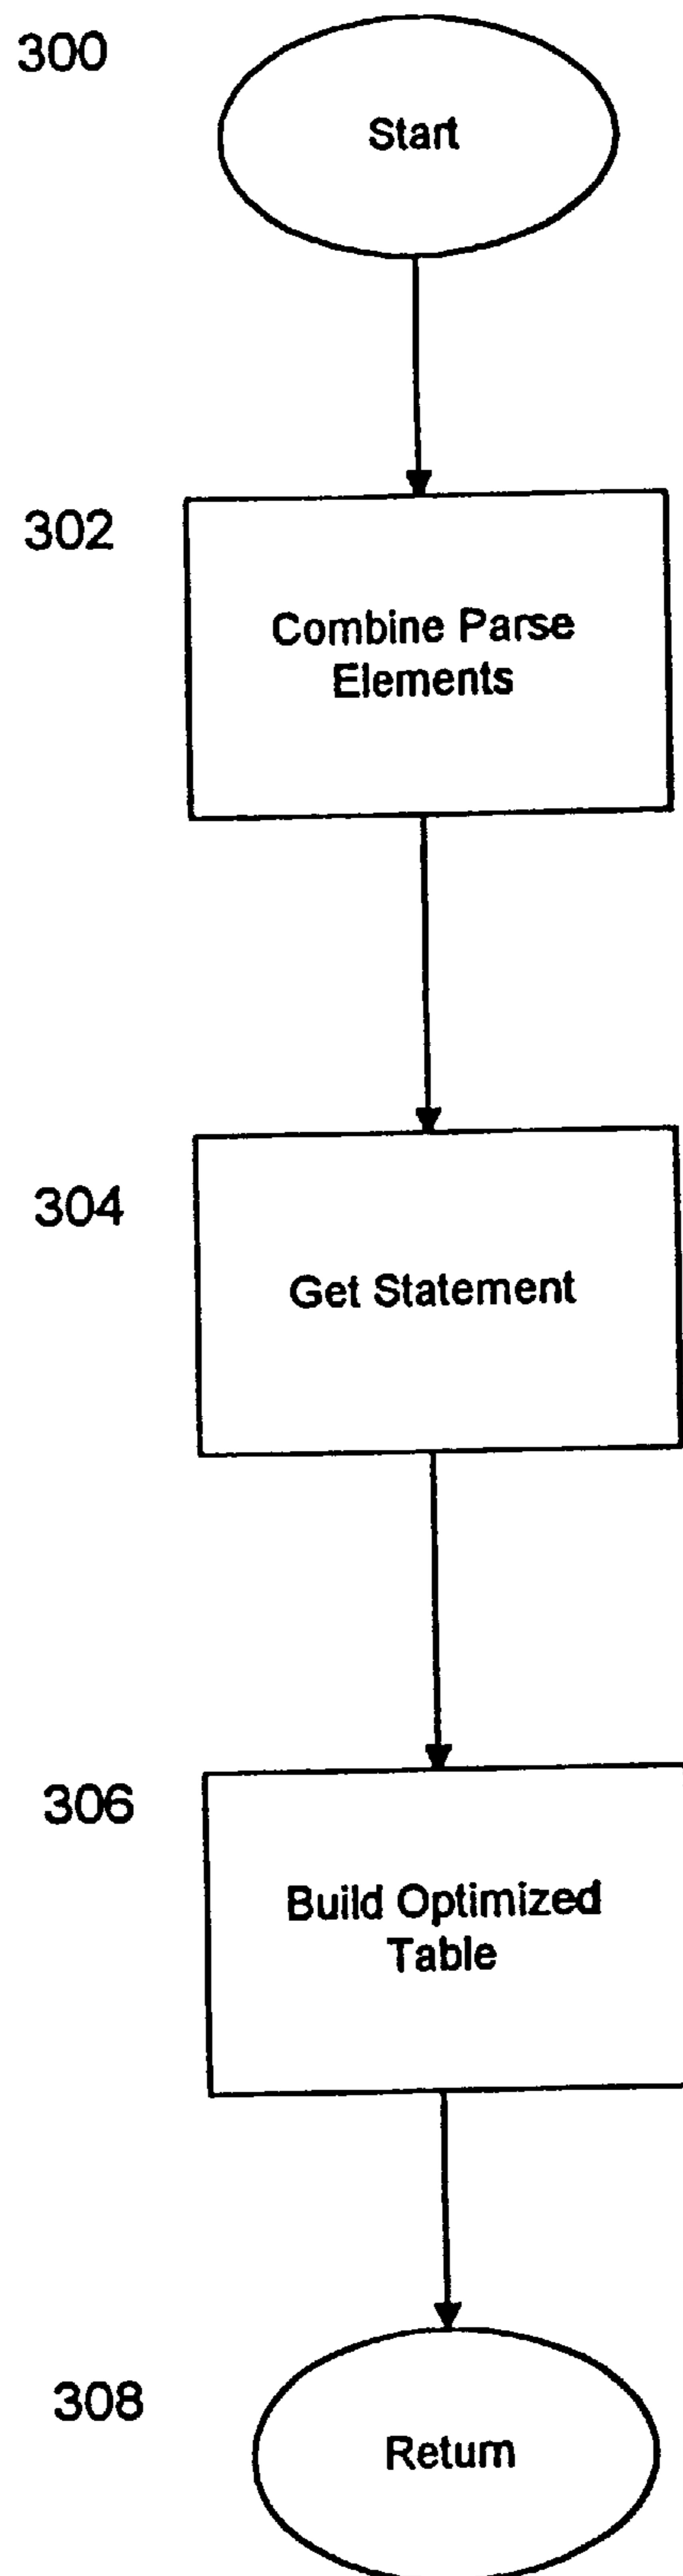 300
Start
302
Combine Parse
Elements
304
Get Statement
306
Build Optimized
Table
308
Return